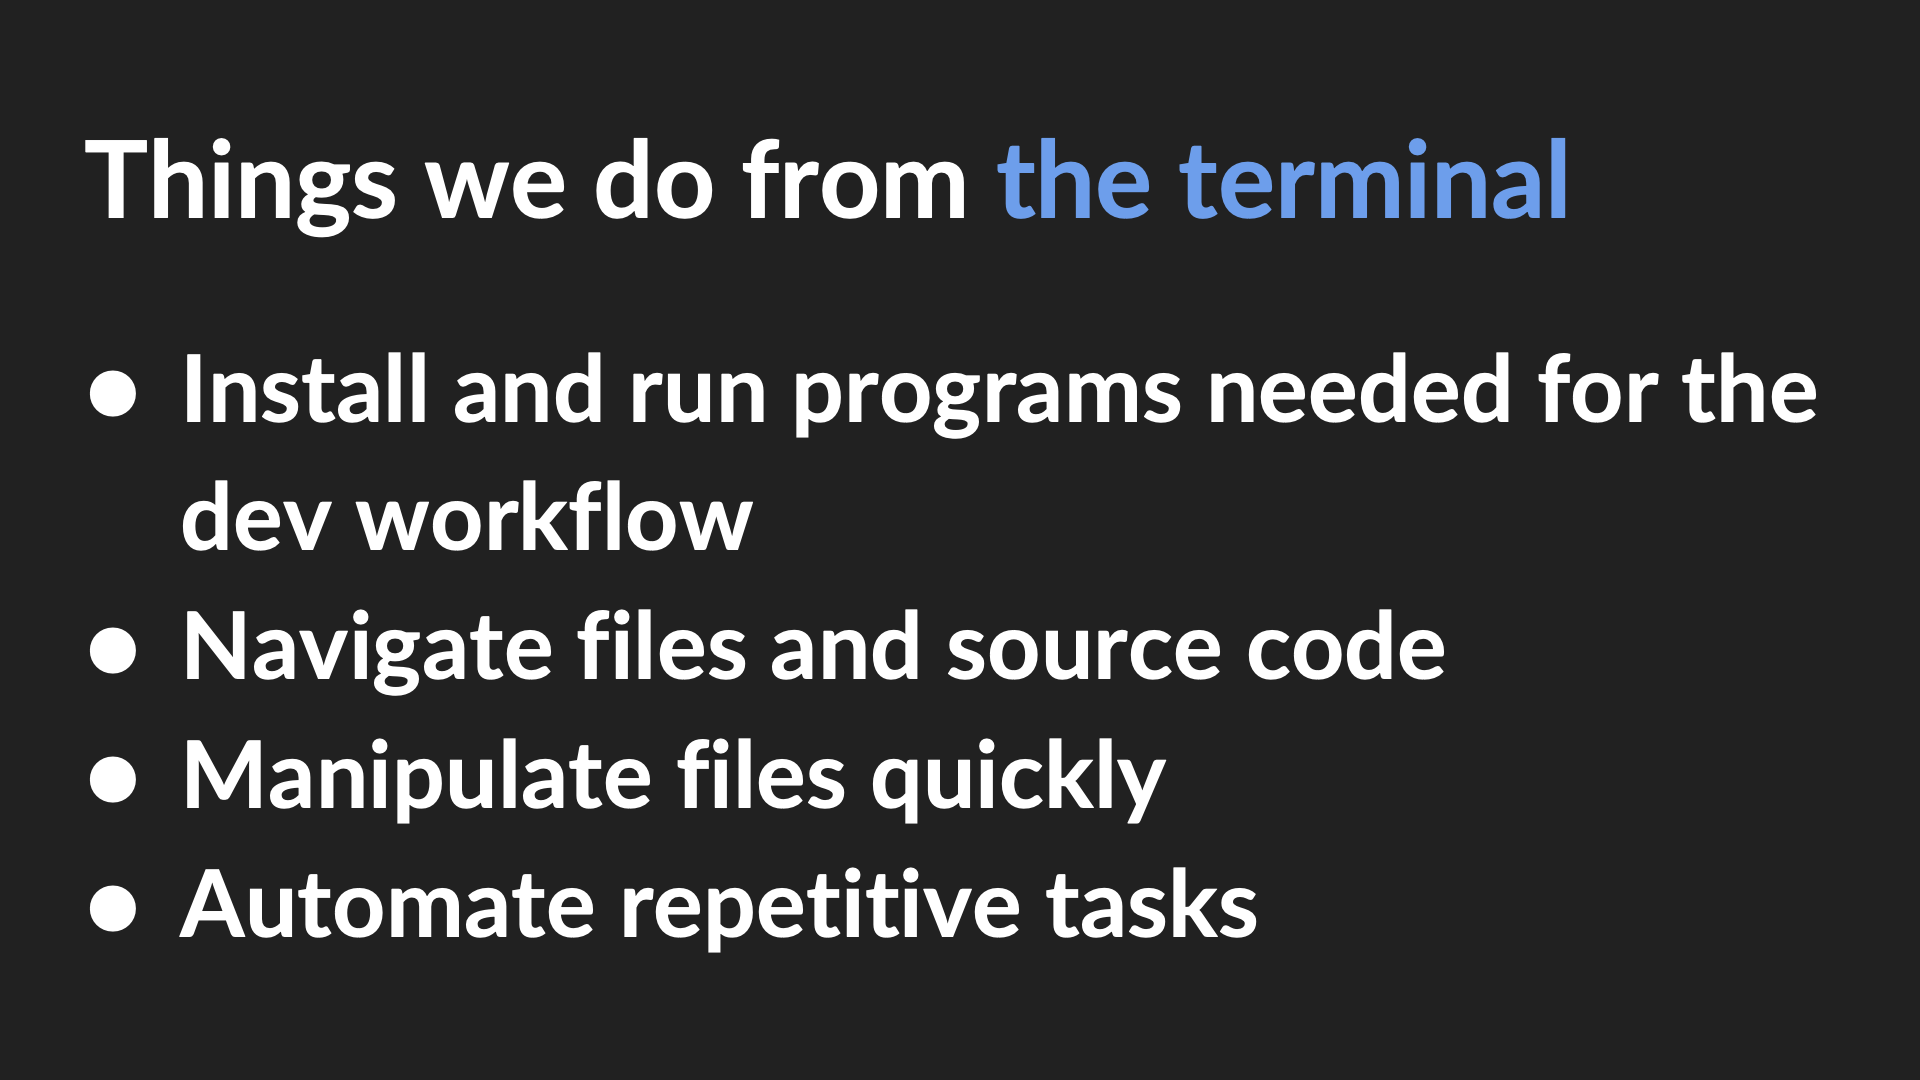 Things we do from the terminal
● Install and run programs needed for the
dev workflow
● Navigate files and source code
● Manipulate files quickly
● Automate repetitive tasks